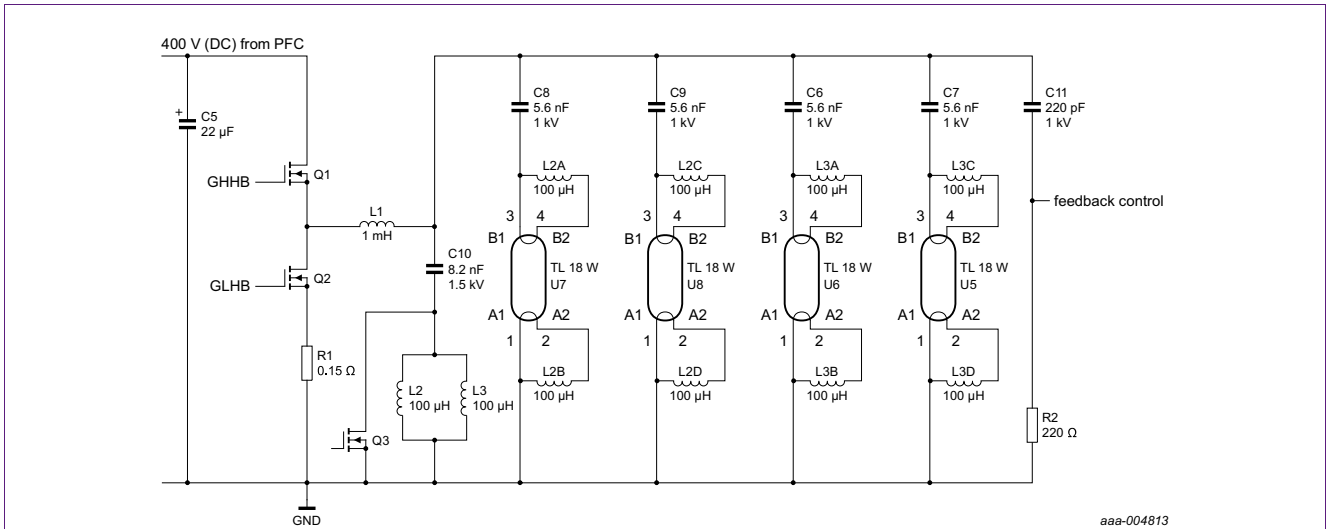 400 V (DC) from PFC
C5
22 µF
GHHB
Q1
GLHB
Q2
R1
0.15 Ω
GND
L1
1 mH
C10
8.2 nF
1.5 kV
L2
100 µH
L3
100 µH
Q3
C8
5.6 nF
1 kV
L2A
100 µH
3 4
B1 B2
TL 18 W
U7
A1 A2
1 2
L2B
100 µH
C9
5.6 nF
1 kV
L2C
100 µH
3 4
B1 B2
TL 18 W
U8
A1 A2
1 2
L2D
100 µH
C6
5.6 nF
1 kV
L3A
100 µH
3 4
B1 B2
TL 18 W
U6
A1 A2
1 2
L3B
100 µH
C7
5.6 nF
1 kV
L3C
100 µH
3 4
B1 B2
TL 18 W
U5
A1 A2
1 2
L3D
100 µH
C11
220 pF
1 kV
feedback control
R2
220 Ω
aaa-004813